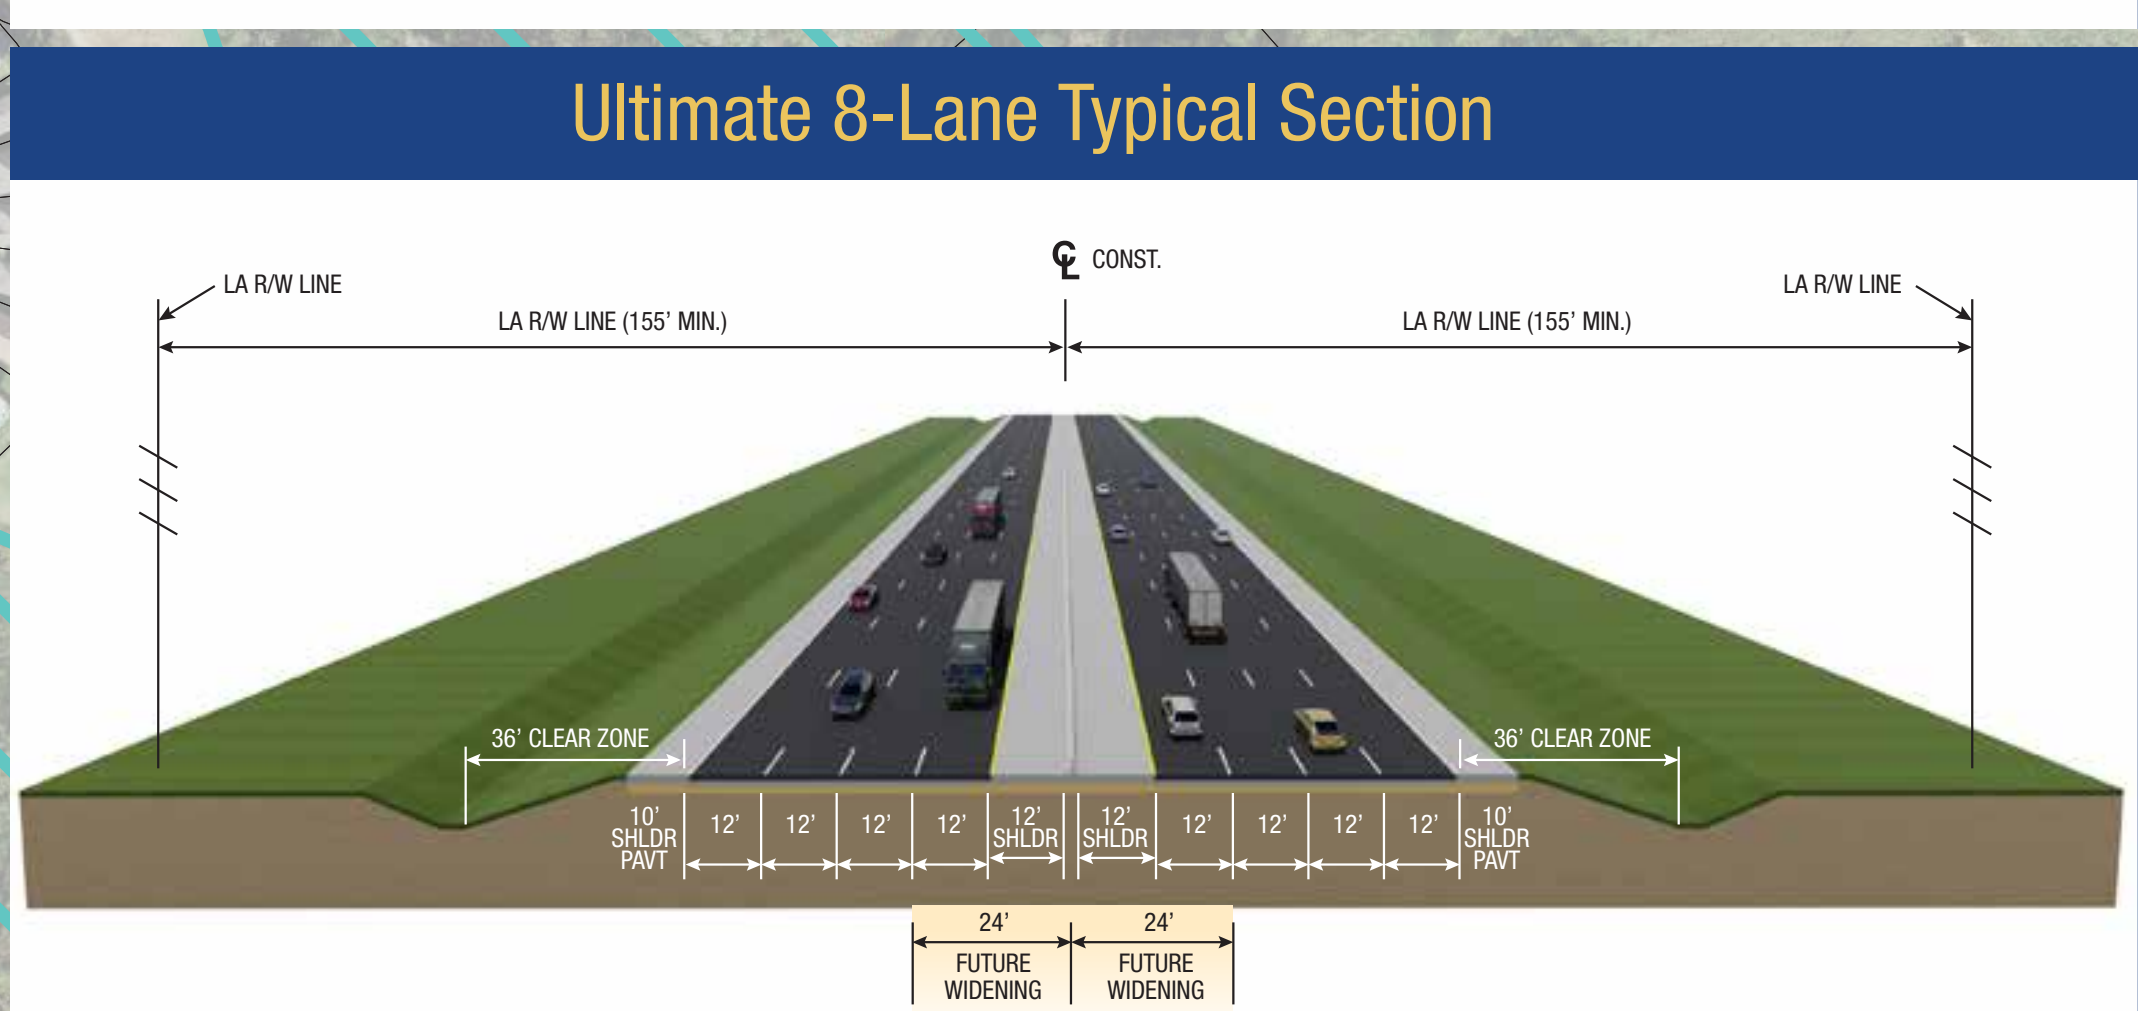 Ultimate 8-Lane Typical Section
CL CONST.
LA R/W LINE
LA R/W LINE
LA R/W LINE (155’ MIN.)
LA R/W LINE (155’ MIN.)
36’ CLEAR ZONE
36’ CLEAR ZONE
10’
SHLDR
PAVT
12’
12’
12’
12’
12’
SHLDR
12’
SHLDR
12’
12’
12’
12’
10’
SHLDR
PAVT
24’
FUTURE
WIDENING
24’
FUTURE
WIDENING